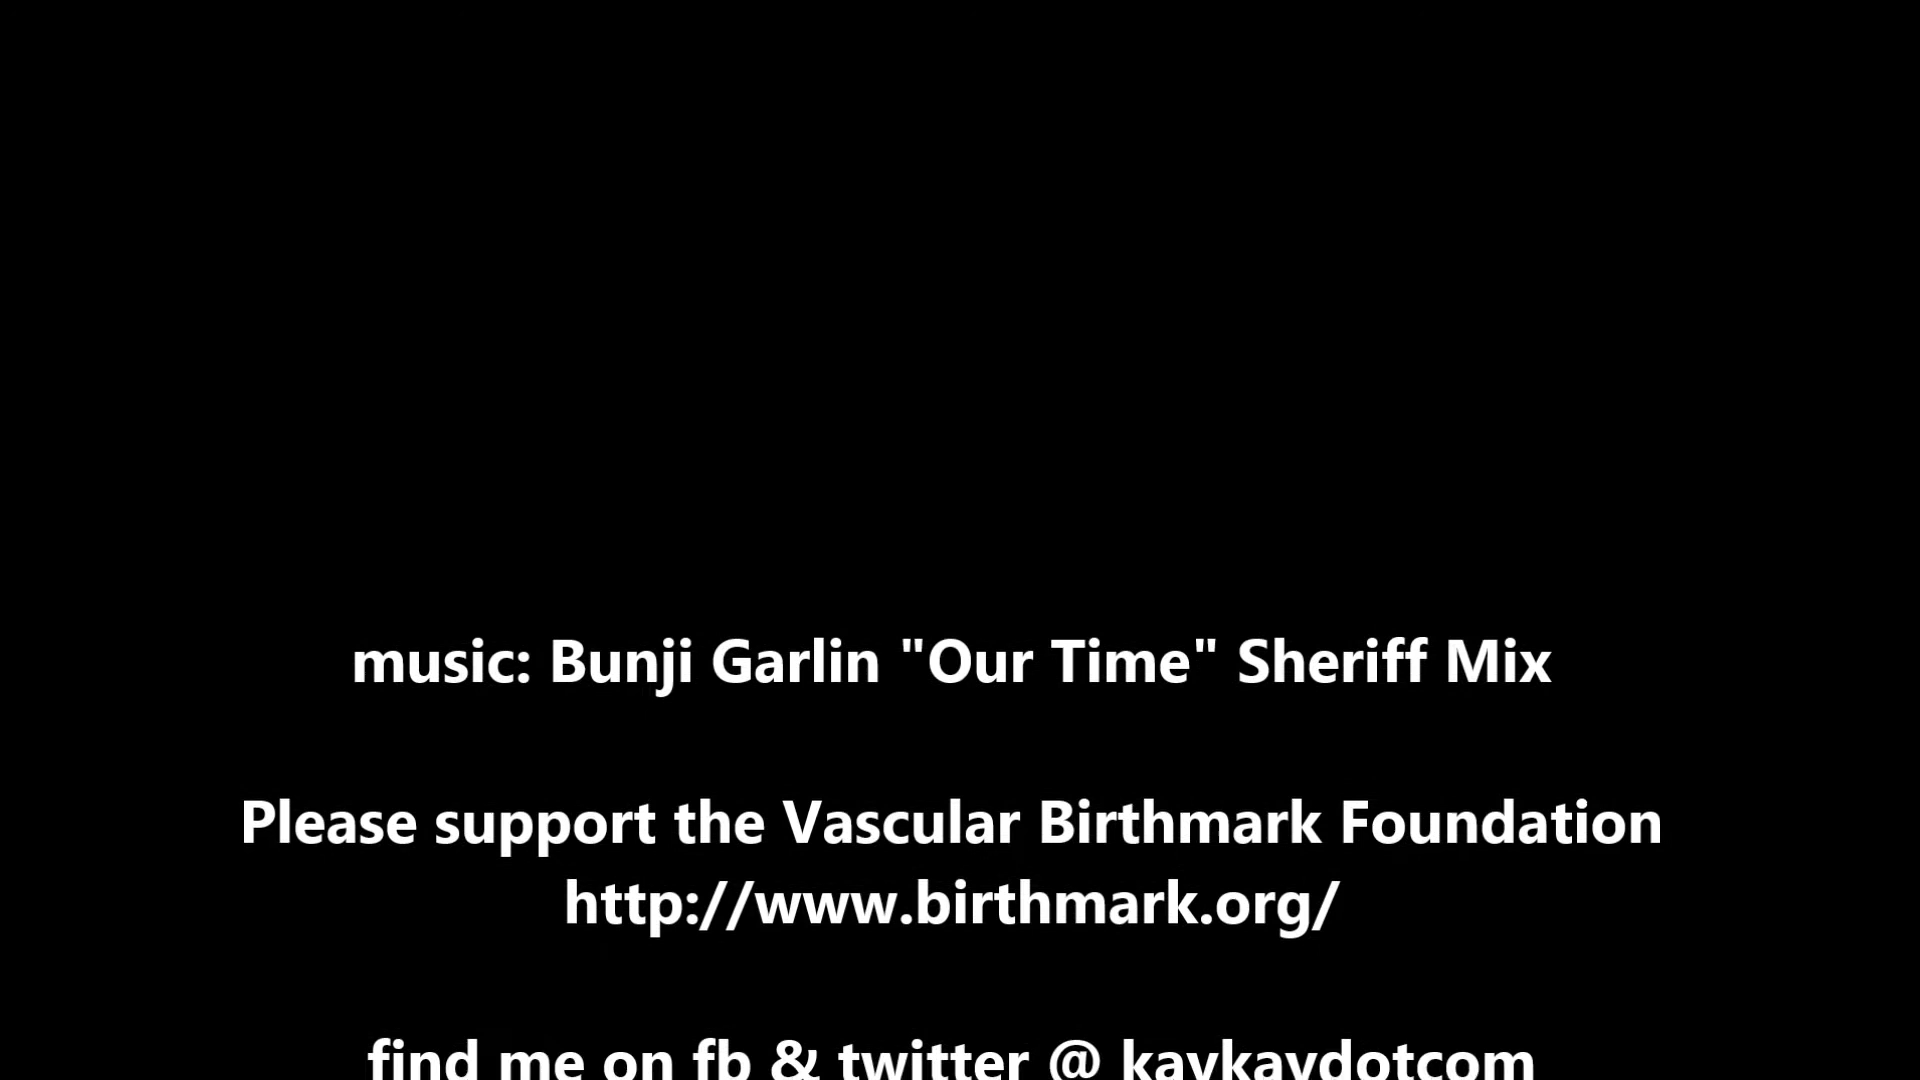 music: Bunji Garlin "Our Time" Sheriff Mix
Please support the Vascular Birthmark Foundation
http://www.birthmark.org/
find me on fb & twitter @ kaykaydotcom